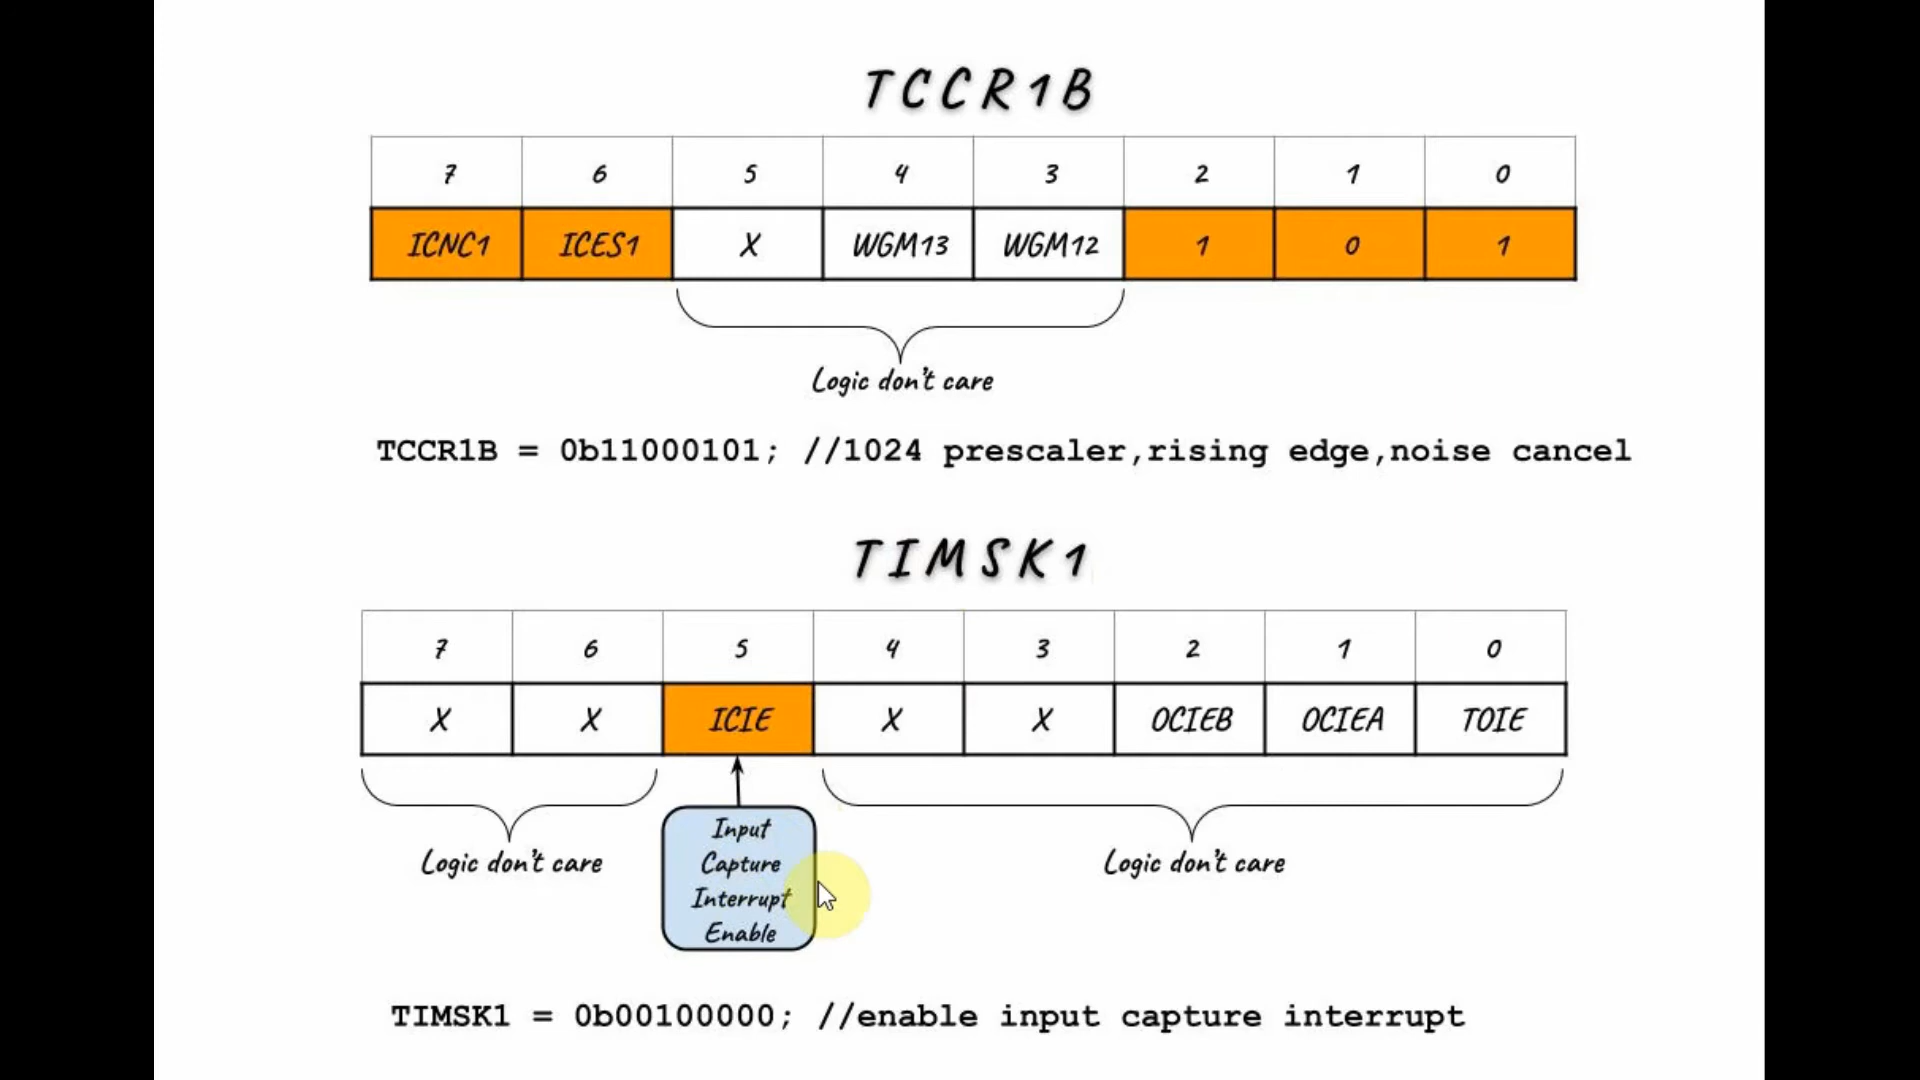 TCCR1B
7 6 5 4 3 2 1 0
ICNC1 ICES1 X WGM13 WGM12 1 0 1
Logic don't care
TCCR1B = 0b11000101; //1024 prescaler,rising edge,noise cancel
TIMSK1
7 6 5 4 3 2 1 0
X X ICIE X X OCIEB OCIEA TOIE
Logic don't care
Input
Capture
Interrupt
Enable
Logic don't care
TIMSK1 = 0b00100000; //enable input capture interrupt